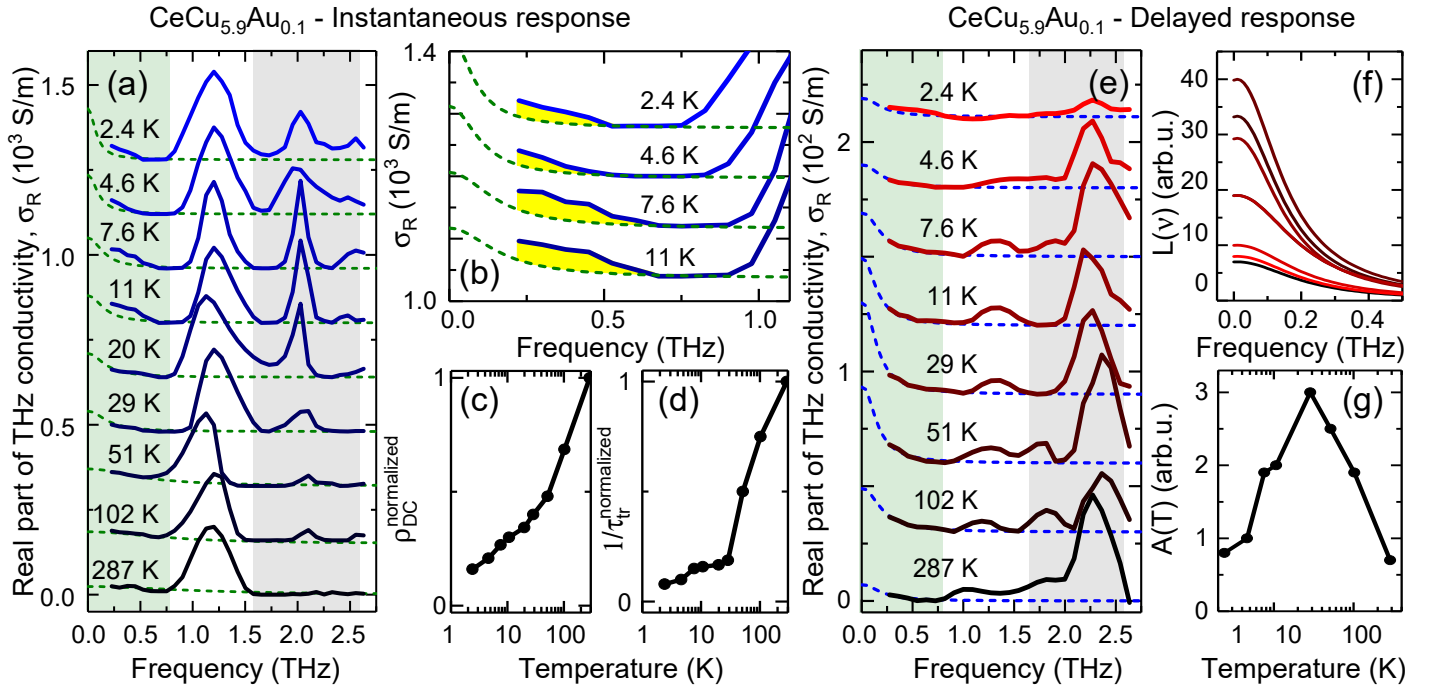 CeCu5.9Au0.1 - Instantaneous response
CeCu5.9Au0.1 - Delayed response
(a)
Real part of THz conductivity, σR (10³ S/m)
1.5
1.0
0.5
0.0
2.4 K
4.6 K
7.6 K
11 K
20 K
29 K
51 K
102 K
287 K
0.0 0.5 1.0 1.5 2.0 2.5
Frequency (THz)
(b)
σR (10³ S/m)
1.4
1.0
2.4 K
4.6 K
7.6 K
11 K
0.0 0.5 1.0
Frequency (THz)
(c)
ρDC normalized
1
0
1 10 100
(d)
1/τtr normalized
1
0
1 10 100
Temperature (K)
(e)
Real part of THz conductivity, σR (10² S/m)
2
1
0
2.4 K
4.6 K
7.6 K
11 K
29 K
51 K
102 K
287 K
0.0 0.5 1.0 1.5 2.0 2.5
Frequency (THz)
(f)
L(ν) (arb.u.)
40
35
20
10
0
0.0 0.2 0.4
Frequency (THz)
(g)
A(T) (arb.u.)
3
2
1
0
1 10 100
Temperature (K)